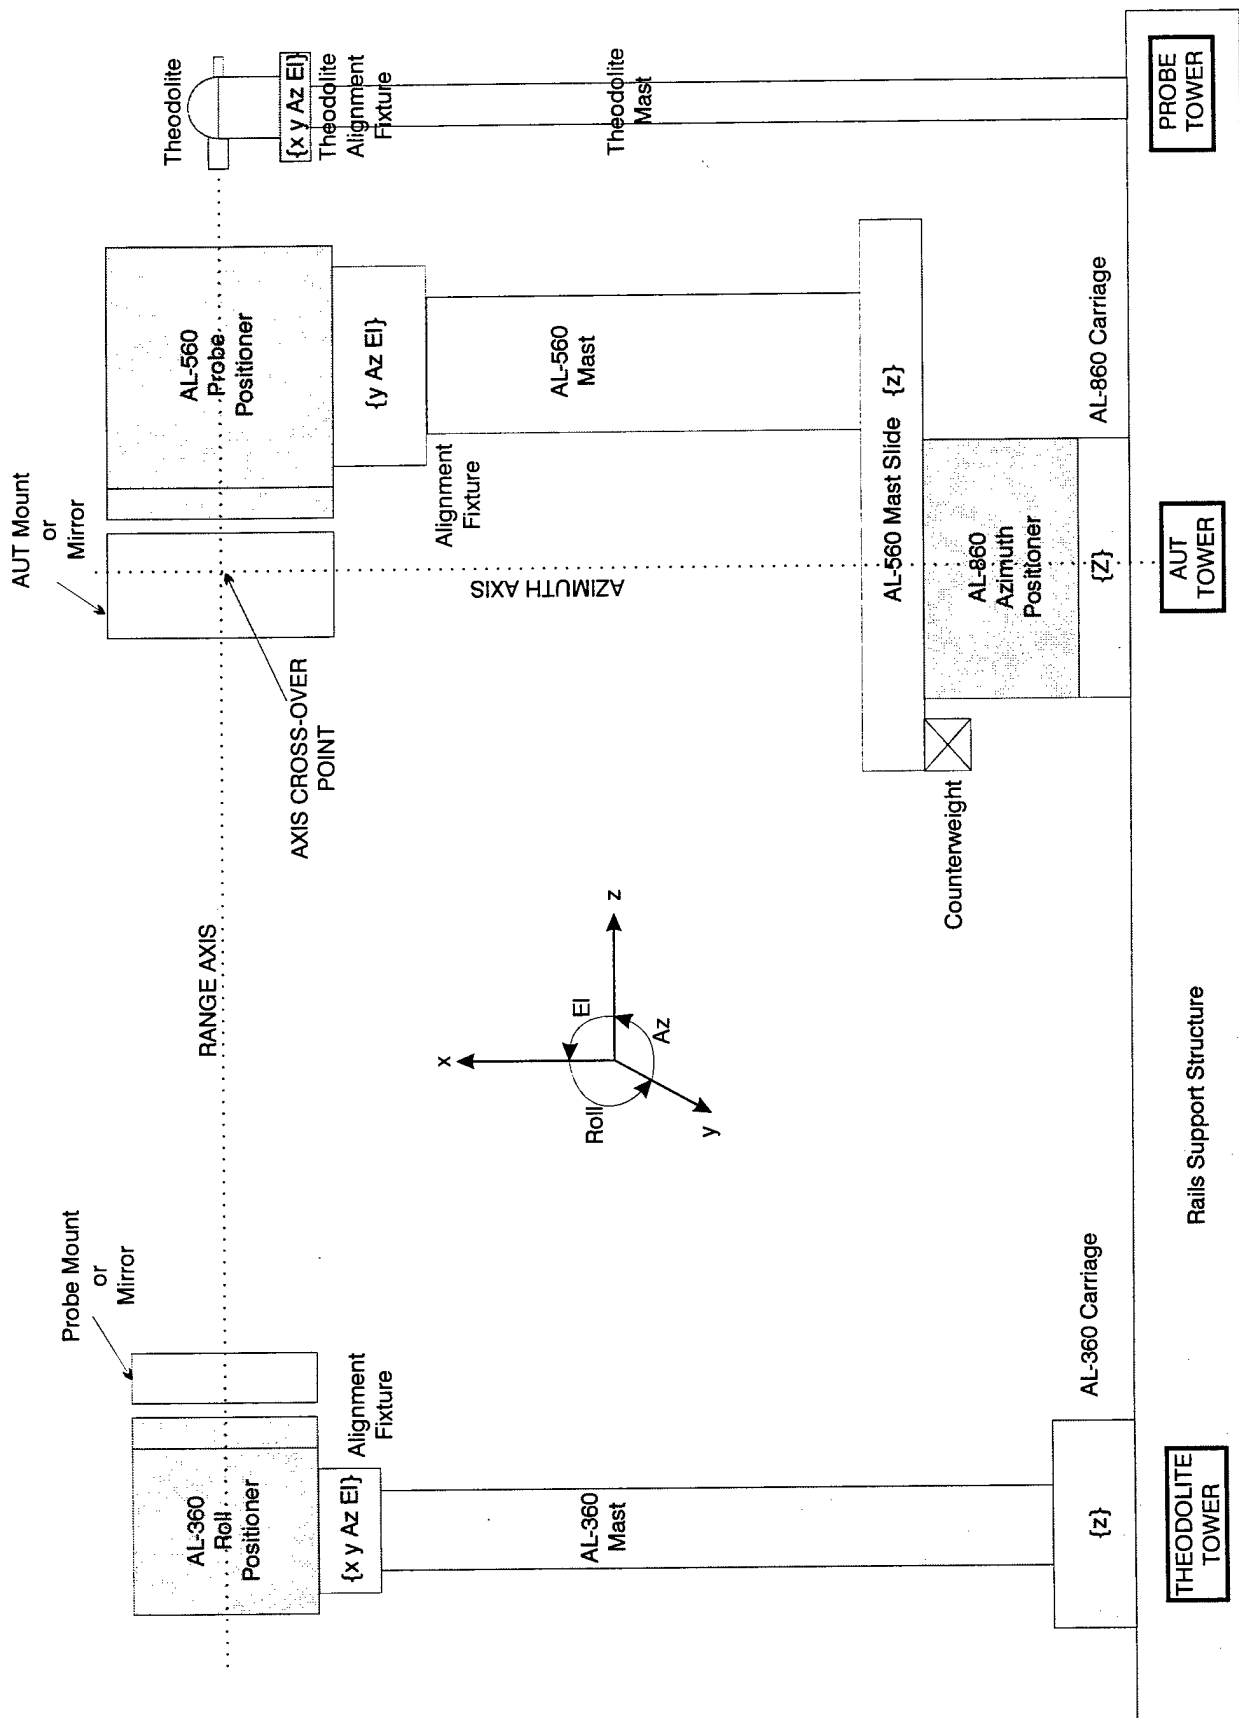 Theodolite
{x y Az El}
Theodolite
Alignment
Fixture
Theodolite
Mast
PROBE
TOWER
AUT Mount
or
Mirror
AL-560
Probe
Positioner
{y Az El}
Alignment
Fixture
AL-560
Mast
AZIMUTH AXIS
AL-560 Mast Slide {z}
AL-860
Azimuth
Positioner
{Z}
AL-860 Carriage
AUT
TOWER
AXIS CROSS-OVER
POINT
Counterweight
RANGE AXIS
x
El
z
Az
Roll
y
Rails Support Structure
Probe Mount
or
Mirror
AL-360
Roll
Positioner
{x y Az El}
Alignment
Fixture
AL-360
Mast
AL-360 Carriage
{z}
THEODOLITE
TOWER